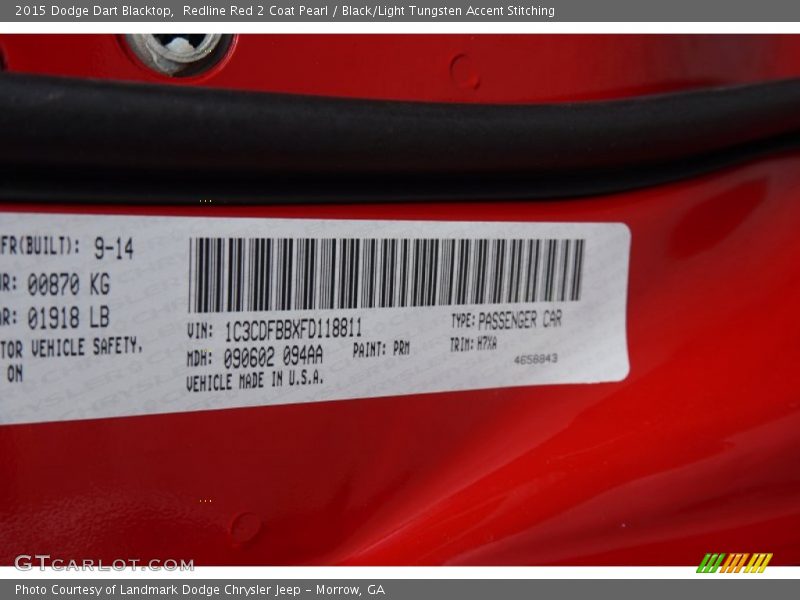 2015 Dodge Dart Blacktop,  Redline Red 2 Coat Pearl / Black/Light Tungsten Accent Stitching
FR(BUILT): 9-14
R: 00870 KG
R: 01918 LB
TOR VEHICLE SAFETY,
ON
VIN: 1C3CDFBBXFD118811
TYPE: PASSENGER CAR
MDH: 090602 094AA
PAINT: PRM
TRIM: H7XA
VEHICLE MADE IN U.S.A.
4658843
GTCARLOT.COM
Photo Courtesy of Landmark Dodge Chrysler Jeep - Morrow, GA